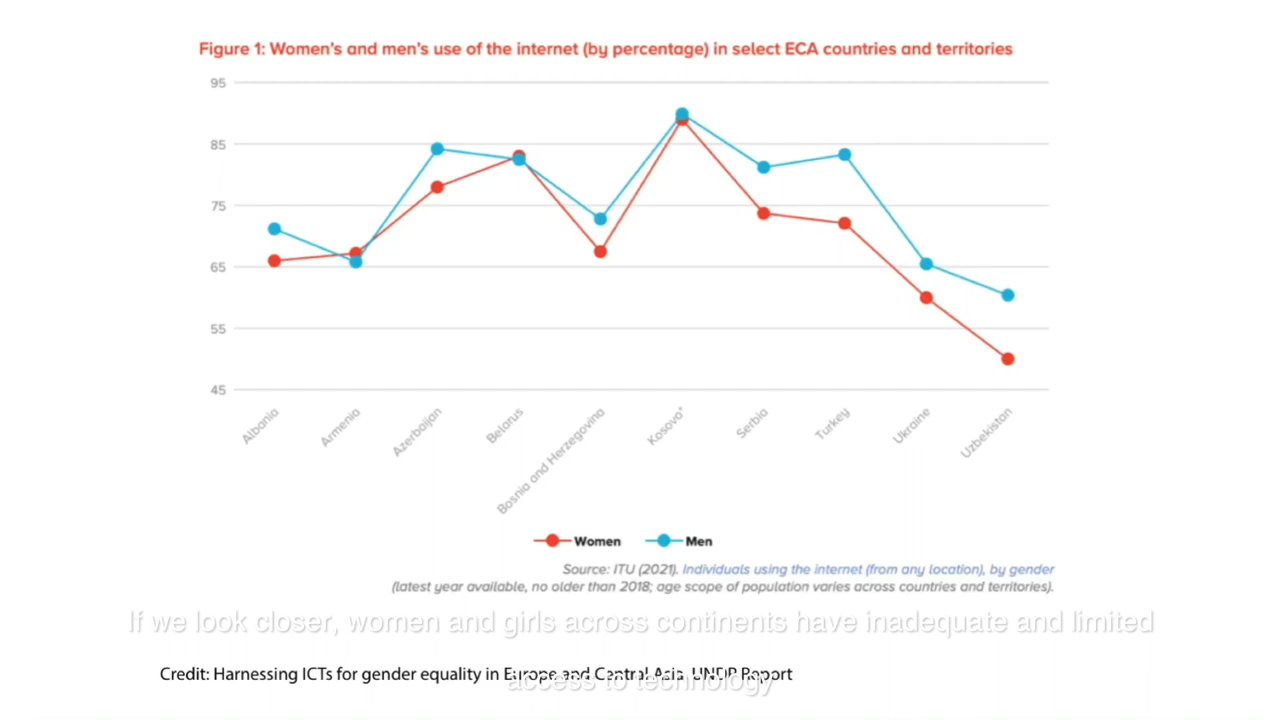 Figure 1: Women's and men's use of the internet (by percentage) in select ECA countries and territories
95
85
75
65
55
45
Albania
Armenia
Azerbaijan
Belarus
Bosnia and Herzegovina
Kosovo*
Serbia
Turkey
Ukraine
Uzbekistan
Women Men
Source: ITU (2021). Individuals using the internet (from any location), by gender
(latest year available, no older than 2018; age scope of population varies across countries and territories).
If we look closer, women and girls across continents have inadequate and limited
Credit: Harnessing ICTs for gender equality in Europe and Central Asia, UNDP Report
access to technology